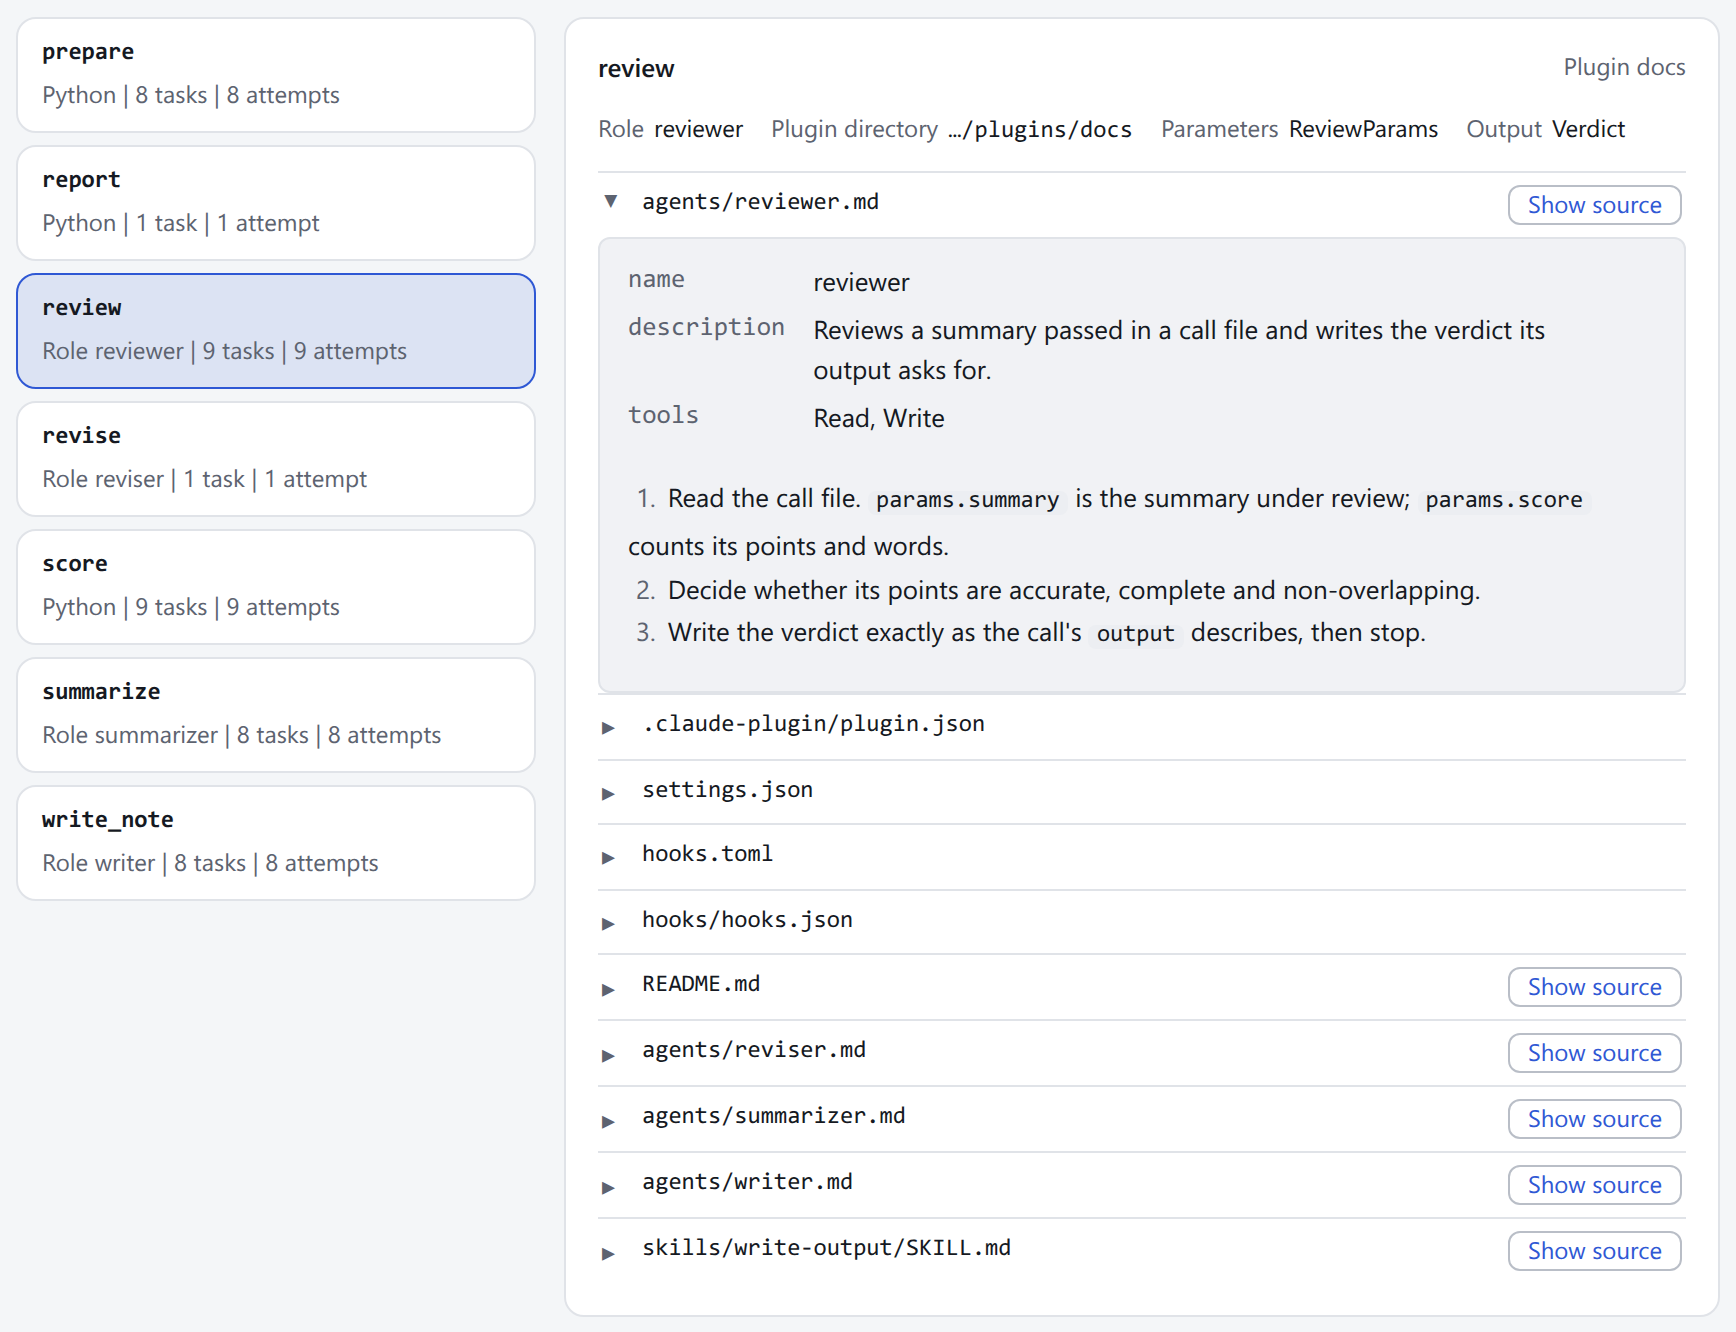 prepare
Python | 8 tasks | 8 attempts
report
Python | 1 task | 1 attempt
review
Role reviewer | 9 tasks | 9 attempts
revise
Role reviser | 1 task | 1 attempt
score
Python | 9 tasks | 9 attempts
summarize
Role summarizer | 8 tasks | 8 attempts
write_note
Role writer | 8 tasks | 8 attempts
review
Plugin docs
Role reviewer Plugin directory …/plugins/docs Parameters ReviewParams Output Verdict
▼ agents/reviewer.md Show source
name reviewer
description Reviews a summary passed in a call file and writes the verdict its
output asks for.
tools Read, Write
1. Read the call file. params.summary is the summary under review; params.score
counts its points and words.
2. Decide whether its points are accurate, complete and non-overlapping.
3. Write the verdict exactly as the call's output describes, then stop.
▶ .claude-plugin/plugin.json
▶ settings.json
▶ hooks.toml
▶ hooks/hooks.json
▶ README.md Show source
▶ agents/reviser.md Show source
▶ agents/summarizer.md Show source
▶ agents/writer.md Show source
▶ skills/write-output/SKILL.md Show source